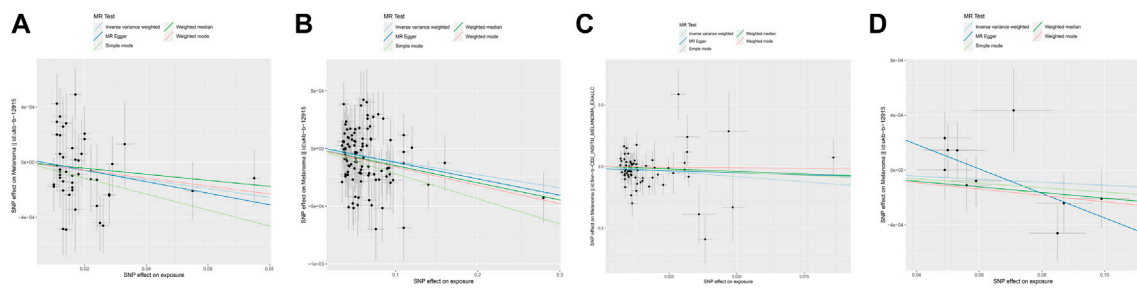 A
MR Test
Inverse variance weighted
Weighted median
MR Egger
Weighted mode
Simple mode
SNP effect on Melanoma || id:ukb-b-12915
4e-04
0e+00
-4e-04
0.02
0.04
0.06
0.08
SNP effect on exposure
B
MR Test
Inverse variance weighted
Weighted median
MR Egger
Weighted mode
Simple mode
SNP effect on Melanoma || id:ukb-b-12915
5e-04
0e+00
-5e-04
-1e-03
0.1
0.2
0.3
SNP effect on exposure
C
MR Test
Inverse variance weighted
Weighted median
MR Egger
Weighted mode
Simple mode
0.0
SNP effect on exposure
D
MR Test
Inverse variance weighted
Weighted median
MR Egger
Weighted mode
Simple mode
SNP effect on Melanoma || id:ukb-b-12915
8e-04
4e-04
0e+00
-4e-04
0.04
0.06
0.08
0.10
SNP effect on exposure